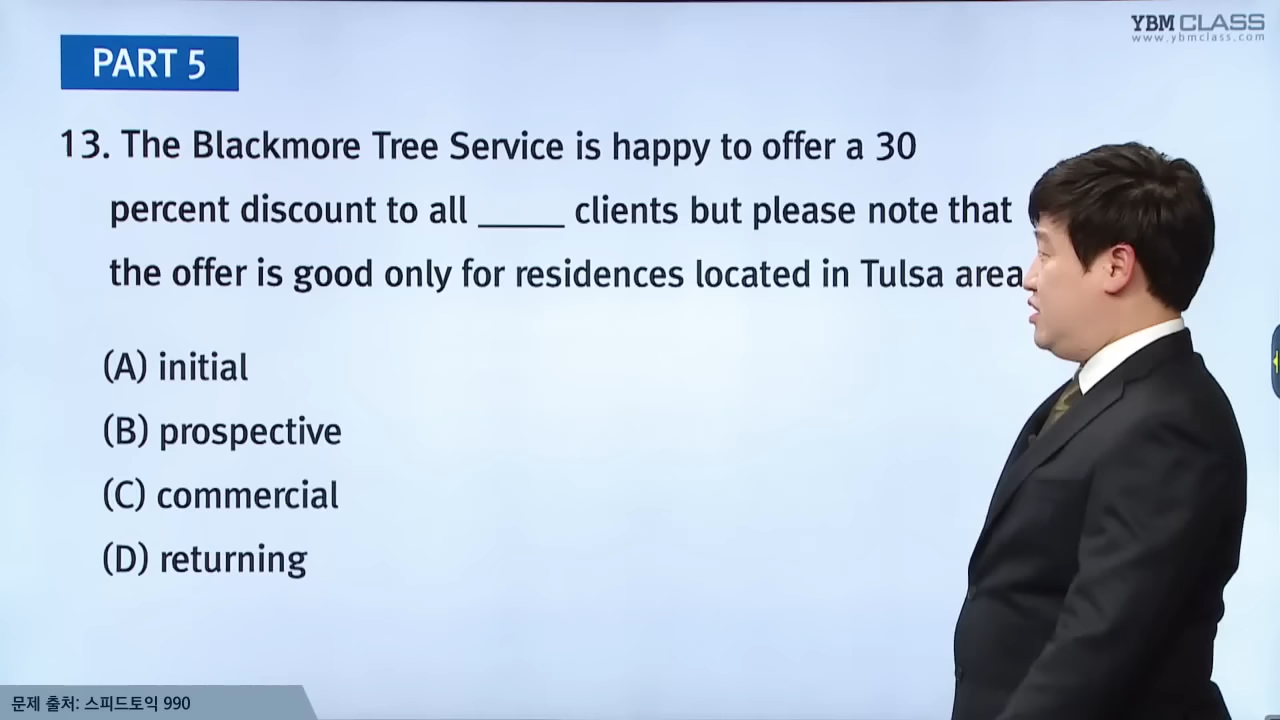 YBM CLASS
www.ybmclass.com
PART 5
13. The Blackmore Tree Service is happy to offer a 30
percent discount to all _____ clients but please note that
the offer is good only for residences located in Tulsa area
(A) initial
(B) prospective
(C) commercial
(D) returning
문제 출처: 스피드토익 990